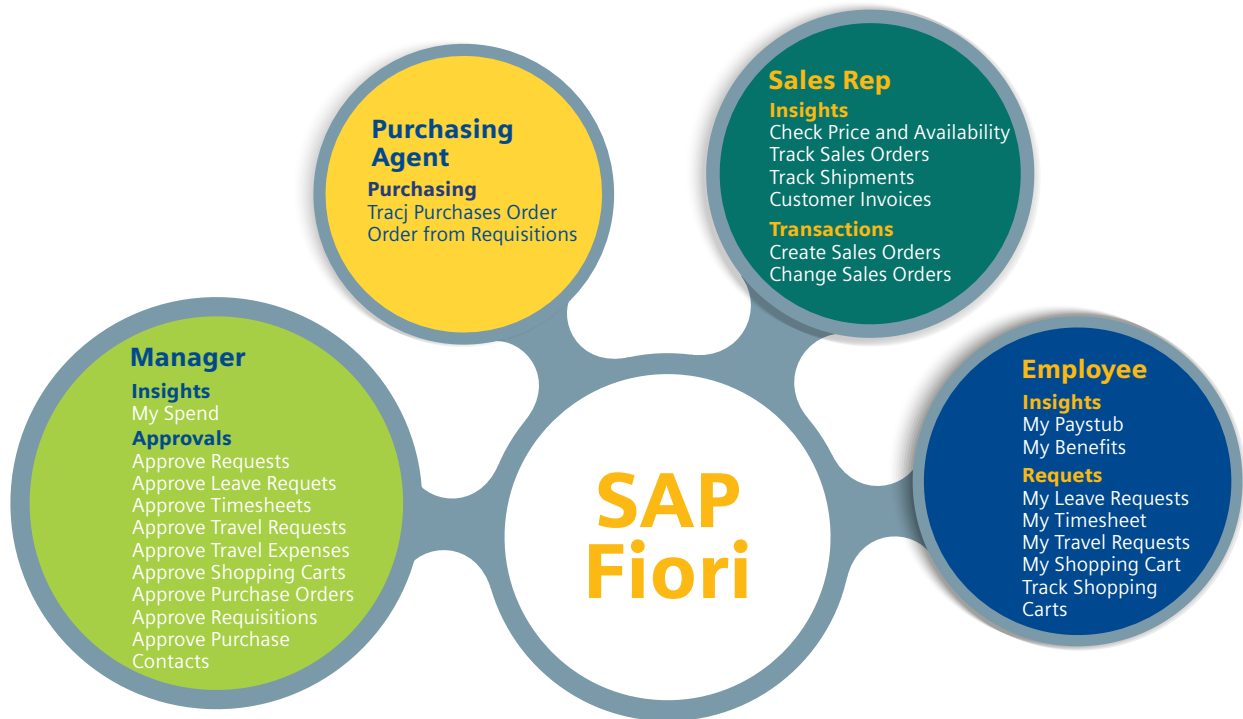 Purchasing
Agent
Purchasing
Tracj Purchases Order
Order from Requisitions
Sales Rep
Insights
Check Price and Availability
Track Sales Orders
Track Shipments
Customer Invoices
Transactions
Create Sales Orders
Change Sales Orders
Manager
Insights
My Spend
Approvals
Approve Requests
Approve Leave Requets
Approve Timesheets
Approve Travel Requests
Approve Travel Expenses
Approve Shopping Carts
Approve Purchase Orders
Approve Requisitions
Approve Purchase
Contacts
SAP
Fiori
Employee
Insights
My Paystub
My Benefits
Requets
My Leave Requests
My Timesheet
My Travel Requests
My Shopping Cart
Track Shopping
Carts